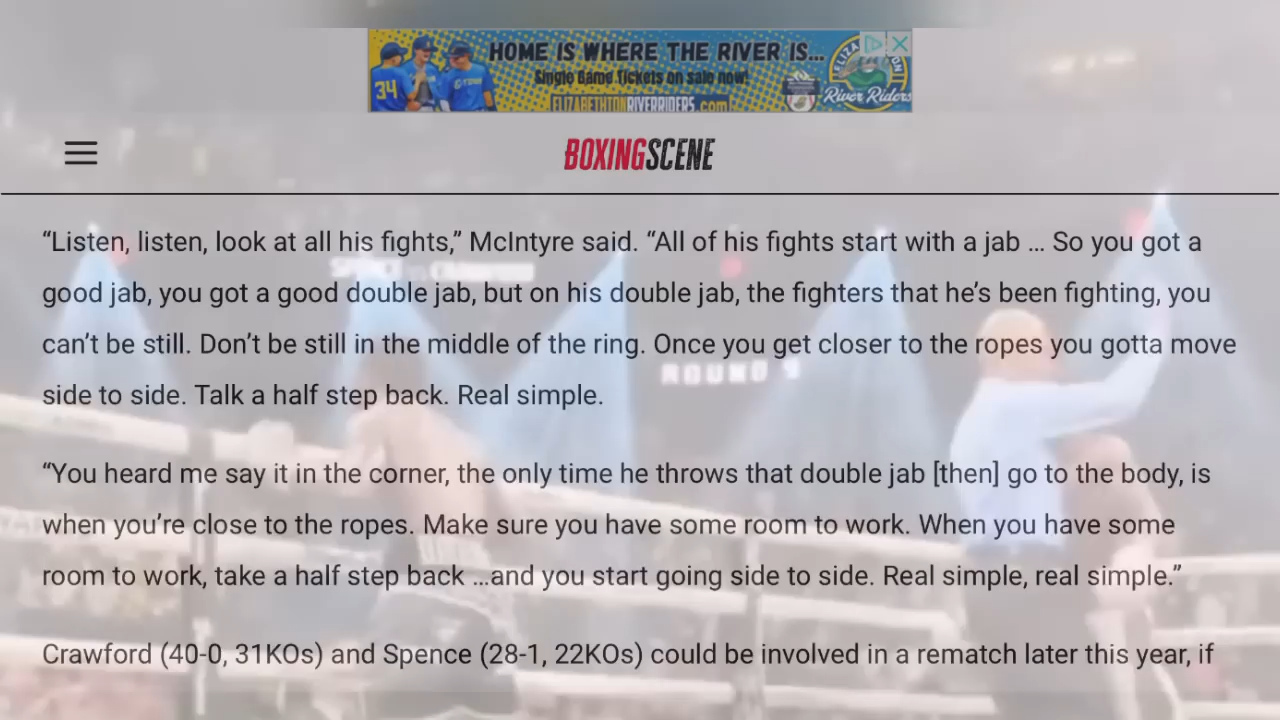 HOME IS WHERE THE RIVER IS...
Single Game Tickets on sale now!
34
ELIZABETHTONRIVERRIDERS.com
River Riders
BOXINGSCENE
“Listen, listen, look at all his fights,” McIntyre said. “All of his fights start with a jab ... So you got a
good jab, you got a good double jab, but on his double jab, the fighters that he’s been fighting, you
can’t be still. Don’t be still in the middle of the ring. Once you get closer to the ropes you gotta move
side to side. Talk a half step back. Real simple.
“You heard me say it in the corner, the only time he throws that double jab [then] go to the body, is
when you’re close to the ropes. Make sure you have some room to work. When you have some
room to work, take a half step back ...and you start going side to side. Real simple, real simple.”
Crawford (40-0, 31KOs) and Spence (28-1, 22KOs) could be involved in a rematch later this year, if
SPENCE VS CRAWFORD
ROUND 9